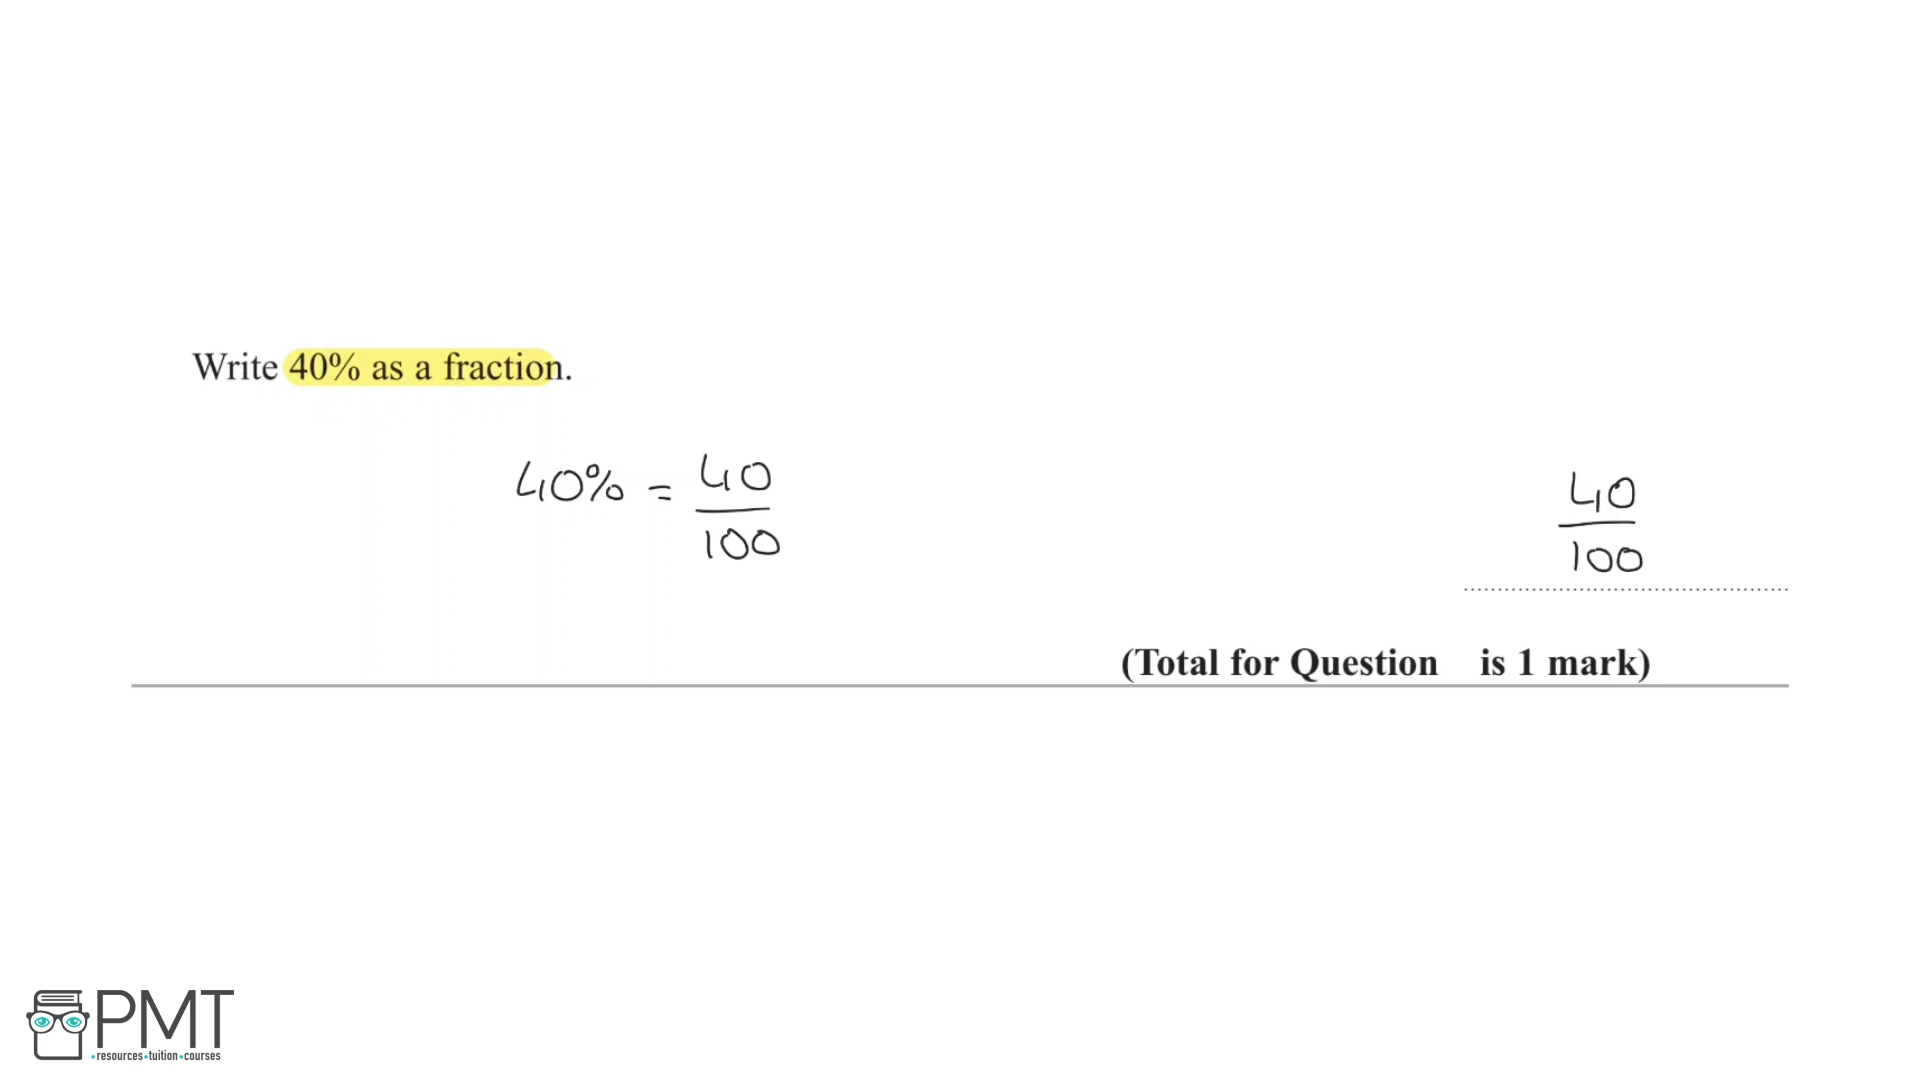 Write 40% as a fraction.
40% = 40/100
40/100
(Total for Question is 1 mark)
PMT
•resources•tuition•courses